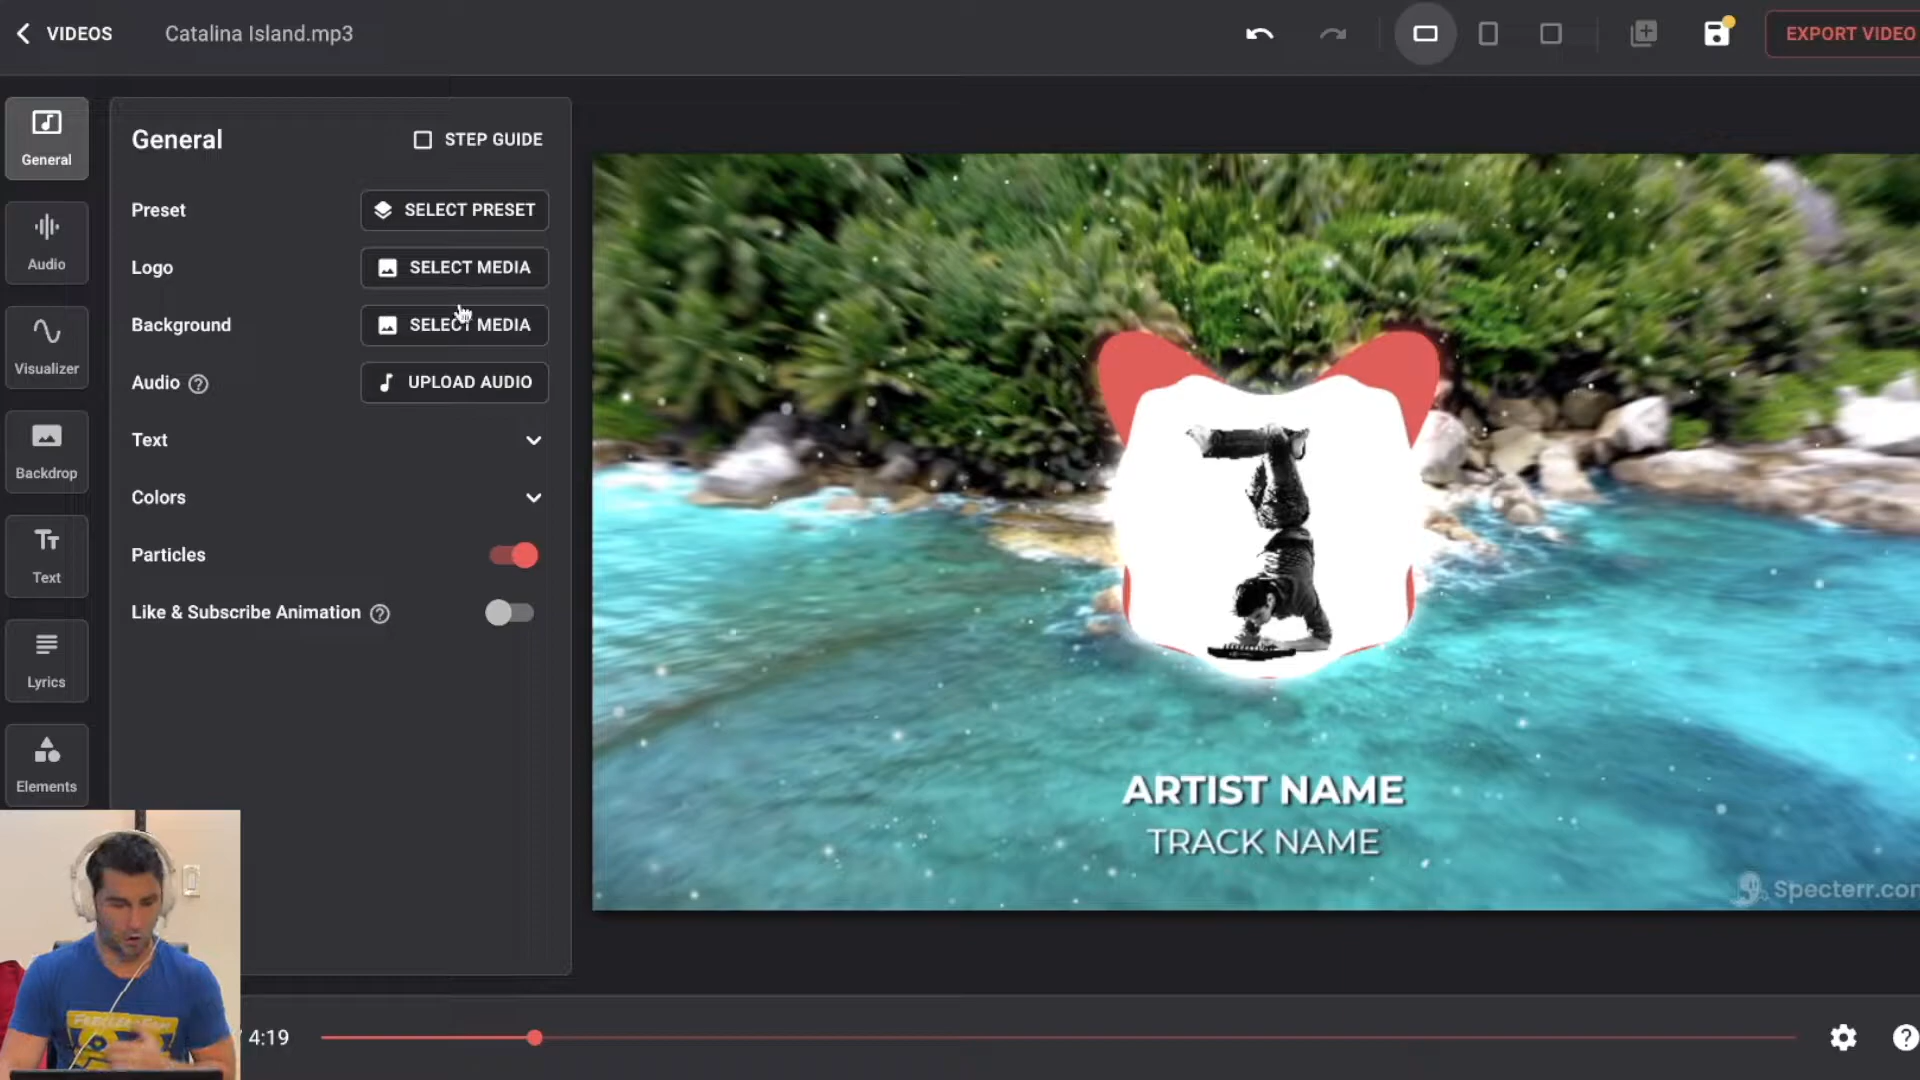 VIDEOS
Catalina Island.mp3
EXPORT VIDEO
General
STEP GUIDE
General
Preset
SELECT PRESET
Logo
SELECT MEDIA
Audio
Background
SELECT MEDIA
Audio
UPLOAD AUDIO
Visualizer
Text
Backdrop
Colors
Particles
Text
Like & Subscribe Animation
Lyrics
Elements
ARTIST NAME
TRACK NAME
Specterr.com
4:19